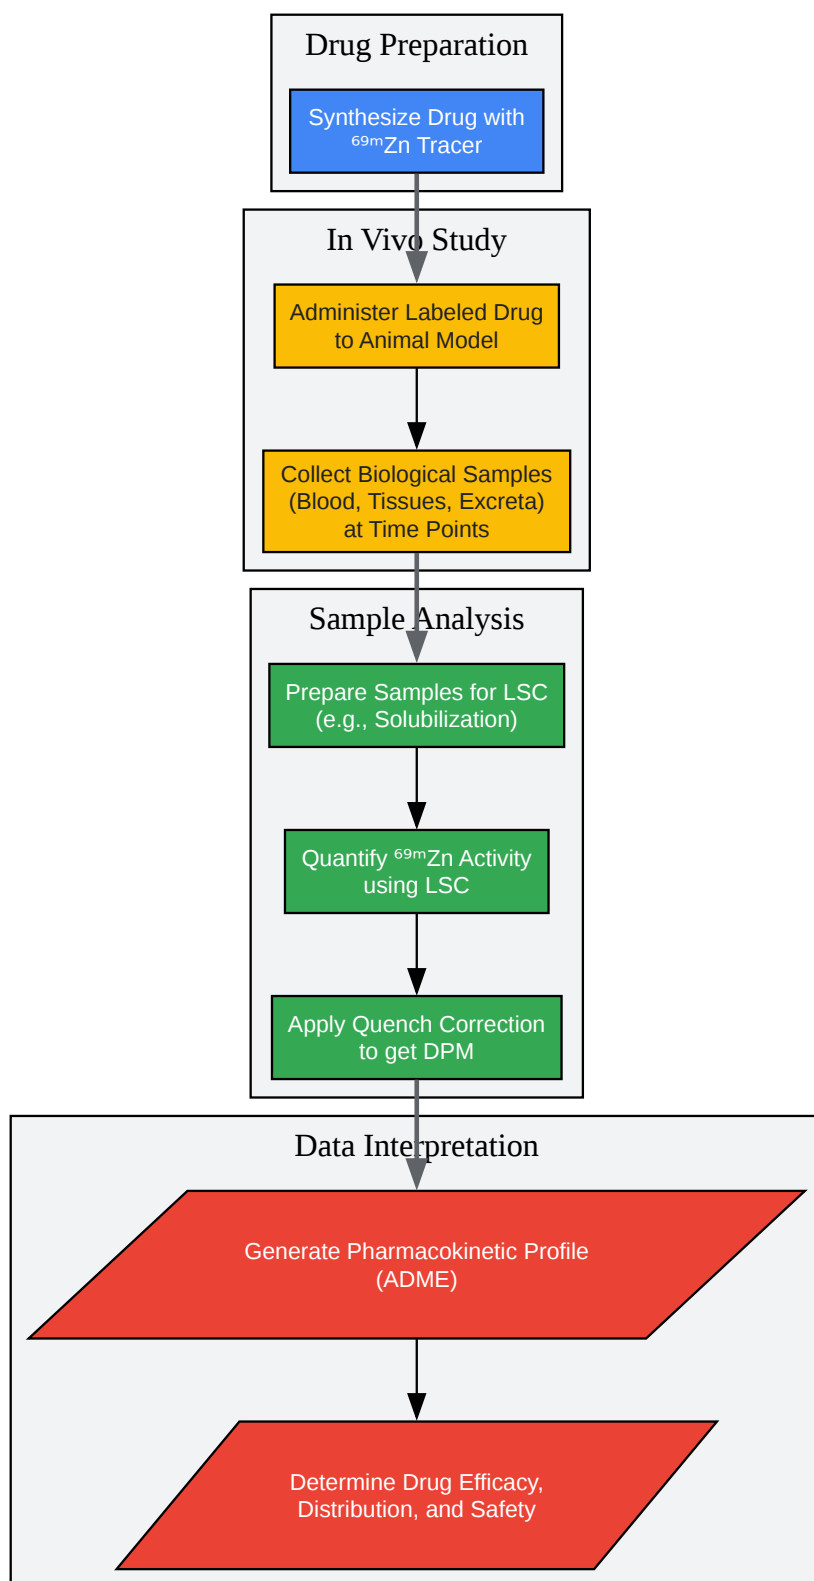 Drug Preparation
Synthesize Drug with
⁶⁹ᵐZn Tracer
In Vivo Study
Administer Labeled Drug
to Animal Model
Collect Biological Samples
(Blood, Tissues, Excreta)
at Time Points
Sample Analysis
Prepare Samples for LSC
(e.g., Solubilization)
Quantify ⁶⁹ᵐZn Activity
using LSC
Apply Quench Correction
to get DPM
Data Interpretation
Generate Pharmacokinetic Profile
(ADME)
Determine Drug Efficacy,
Distribution, and Safety